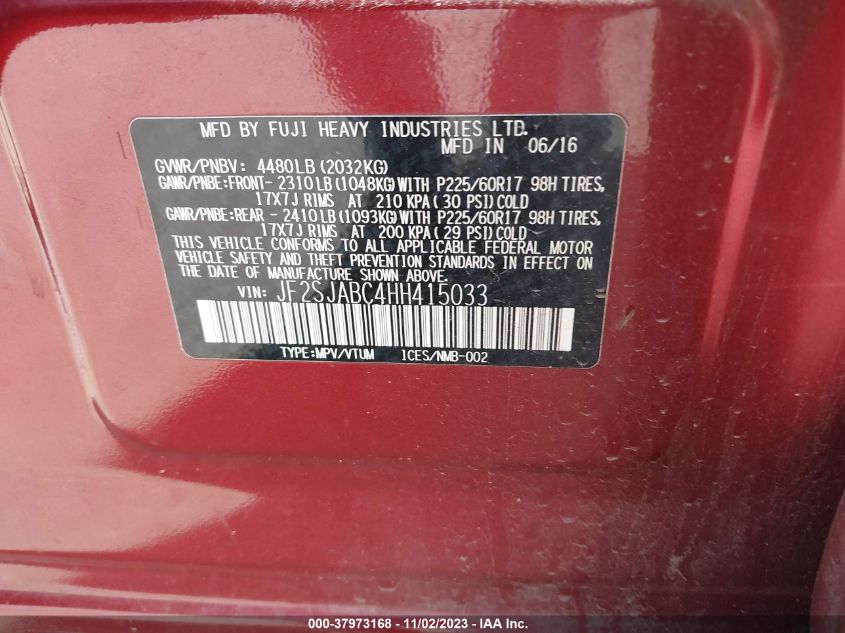 MFD BY FUJI HEAVY INDUSTRIES LTD.
MFD IN 06/16
GVWR/PNBV: 4480LB(2032KG)
GAWR/PNBE:FRONT- 2310LB(1048KG)WITH P225/60R17 98H TIRES,
17X7J RIMS AT 210 KPA(30 PSI)COLD
GAWR/PNBE:REAR - 2410LB(1093KG)WITH P225/60R17 98H TIRES,
17X7J RIMS AT 200 KPA(29 PSI)COLD
THIS VEHICLE CONFORMS TO ALL APPLICABLE FEDERAL MOTOR
VEHICLE SAFETY AND THEFT PREVENTION STANDARDS IN EFFECT ON
THE DATE OF MANUFACTURE SHOWN ABOVE.
VIN: JF2SJABC4HH415033
TYPE:MPV/VTUM ICES/NMB-002
000-37973168 - 11/02/2023 - IAA Inc.